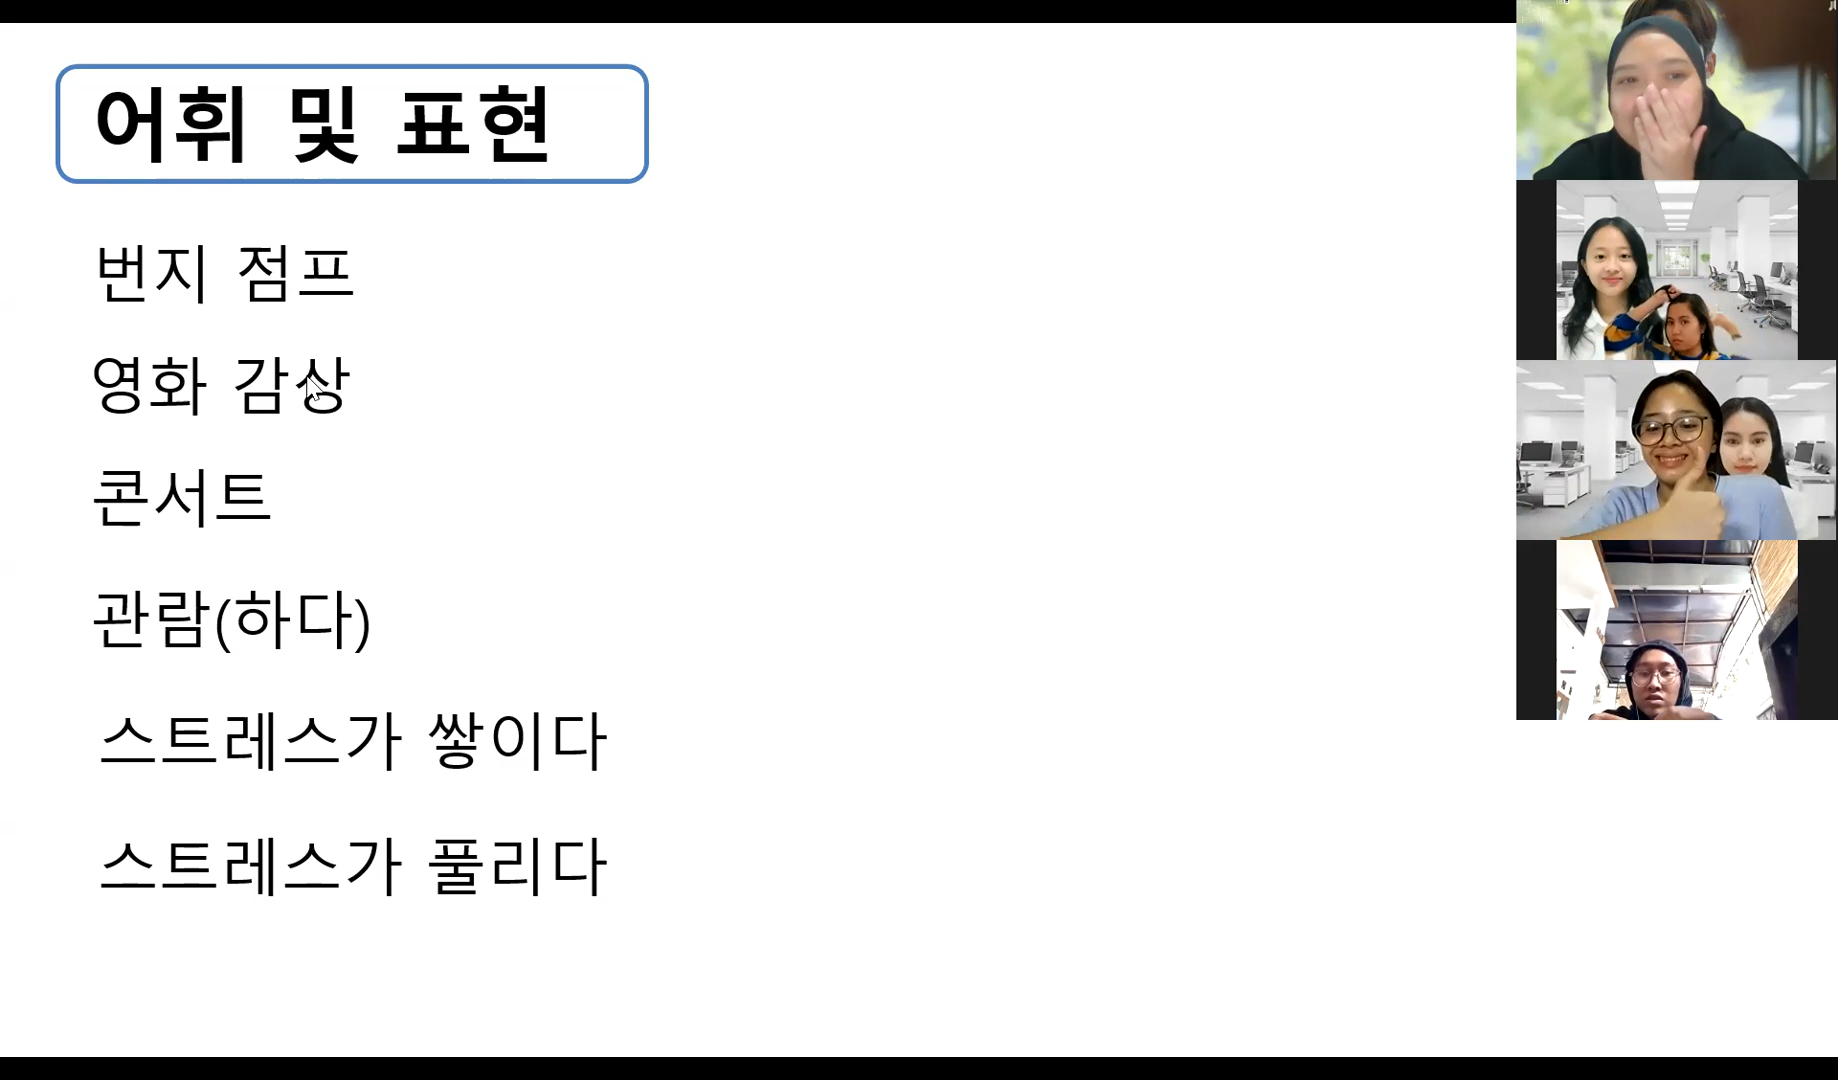 어휘 및 표현
번지 점프
영화 감상
콘서트
관람(하다)
스트레스가 쌓이다
스트레스가 풀리다